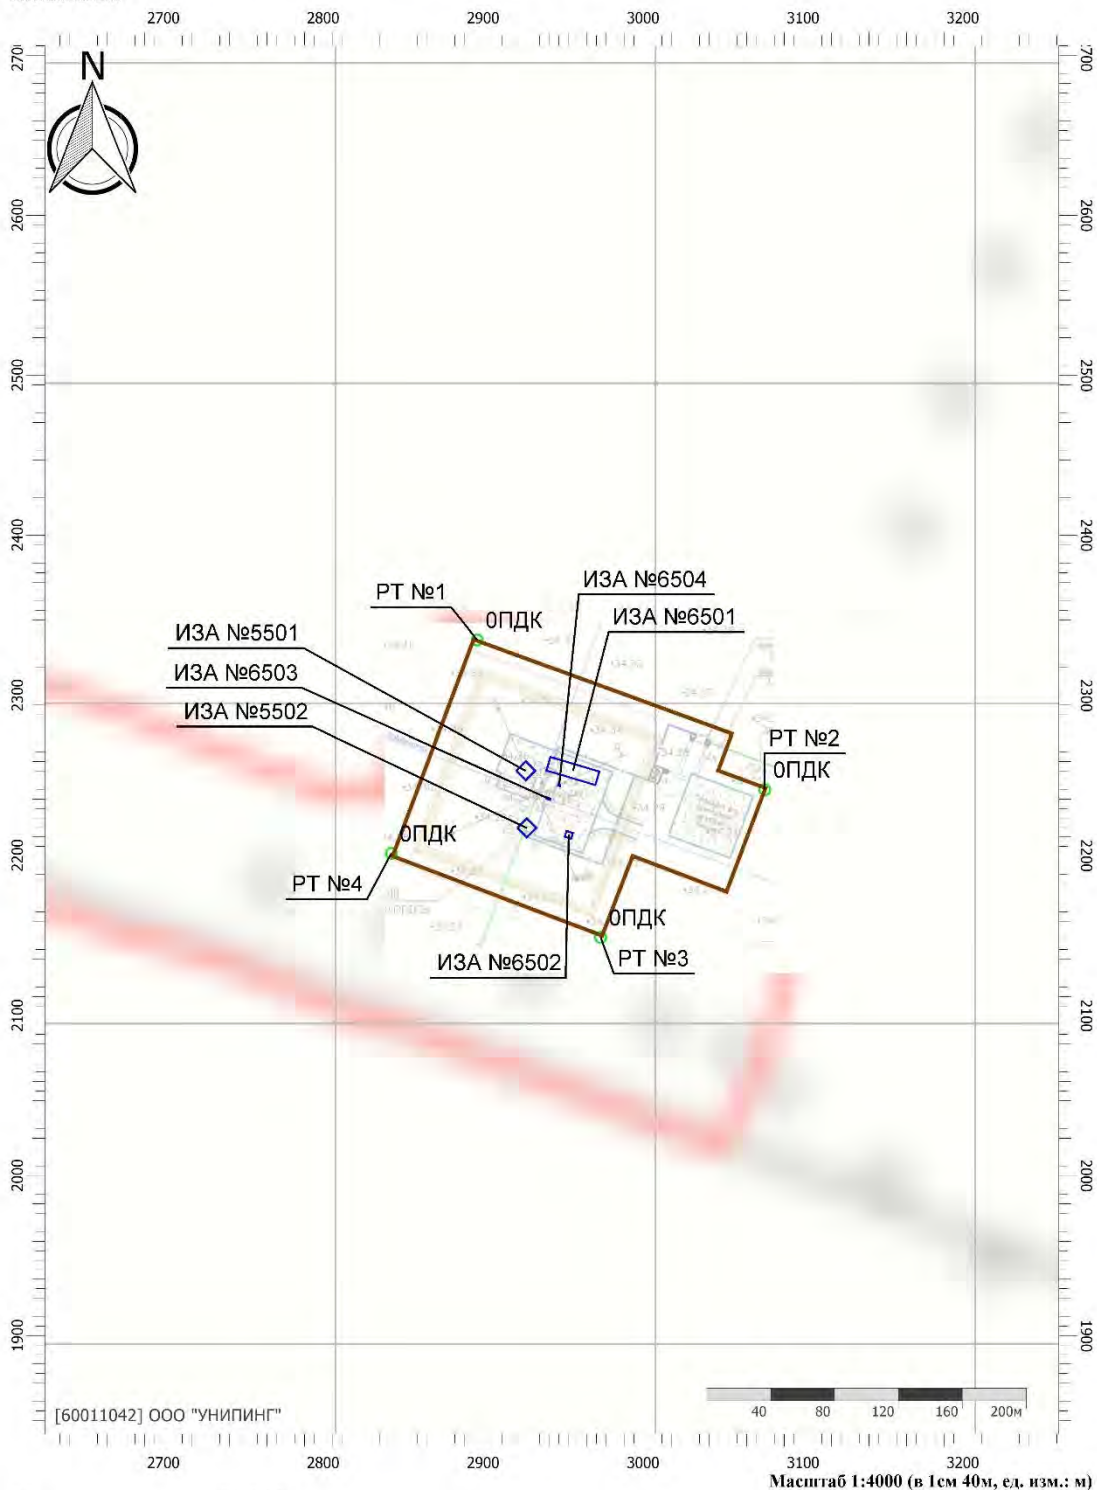 2700 2800 2900 3000 3100 3200
N
2600 2600
2500 2500
2400 2400
ИЗА №6504
РТ №1
ИЗА №6501
0ПДК
ИЗА №5501
ИЗА №6503
2300 2300
ИЗА №5502
РТ №2
0ПДК
0ПДК
2200 2200
РТ №4
0ПДК
ИЗА №6502
РТ №3
2100 2100
2000 2000
1900 1900
[60011042] ООО "УНИПИНГ"
40 80 120 160 200м
2700 2800 2900 3000 3100 3200
Масштаб 1:4000 (в 1см 40м, ед. изм.: м)